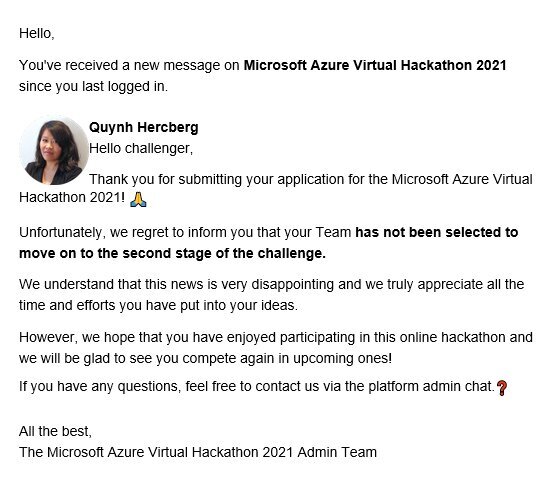 Hello,
You've received a new message on Microsoft Azure Virtual Hackathon 2021
since you last logged in.
Quynh Hercberg
Hello challenger,
Thank you for submitting your application for the Microsoft Azure Virtual
Hackathon 2021! 🙏
Unfortunately, we regret to inform you that your Team has not been selected to
move on to the second stage of the challenge.
We understand that this news is very disappointing and we truly appreciate all the
time and efforts you have put into your ideas.
However, we hope that you have enjoyed participating in this online hackathon and
we will be glad to see you compete again in upcoming ones!
If you have any questions, feel free to contact us via the platform admin chat.❓
All the best,
The Microsoft Azure Virtual Hackathon 2021 Admin Team